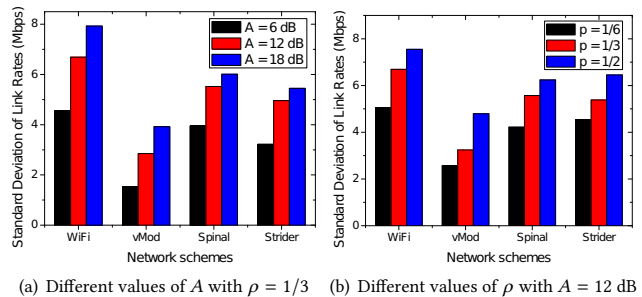 Standard Deviation of Link Rates (Mbps)
8
6
4
2
0
A = 6 dB
A = 12 dB
A = 18 dB
WiFi vMod Spinal Strider
Network schemes
(a) Different values of A with ρ = 1/3
Standard Deviation of Link Rates (Mbps)
8
6
4
2
0
p = 1/6
p = 1/3
p = 1/2
WiFi vMod Spinal Strider
Network schemes
(b) Different values of ρ with A = 12 dB